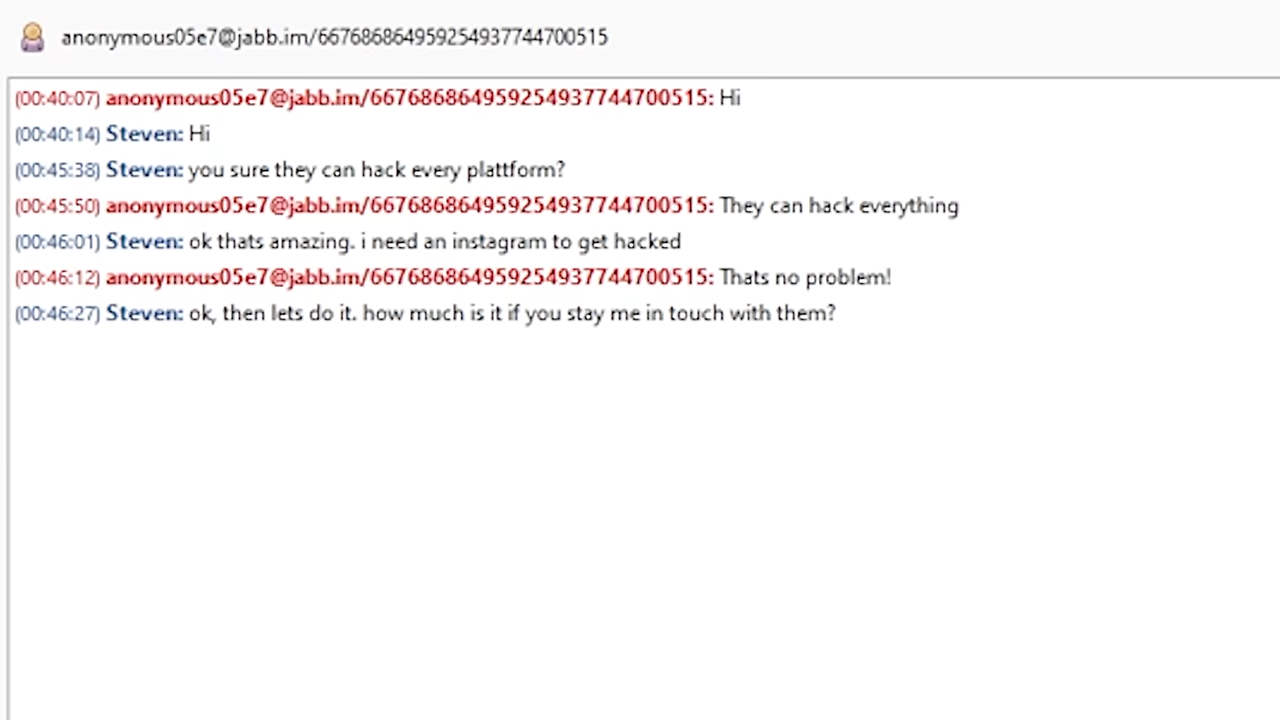 anonymous05e7@jabb.im/667686864959254937744700515
(00:40:07) anonymous05e7@jabb.im/667686864959254937744700515: Hi
(00:40:14) Steven: Hi
(00:45:38) Steven: you sure they can hack every plattform?
(00:45:50) anonymous05e7@jabb.im/667686864959254937744700515: They can hack everything
(00:46:01) Steven: ok thats amazing. i need an instagram to get hacked
(00:46:12) anonymous05e7@jabb.im/667686864959254937744700515: Thats no problem!
(00:46:27) Steven: ok, then lets do it. how much is it if you stay me in touch with them?